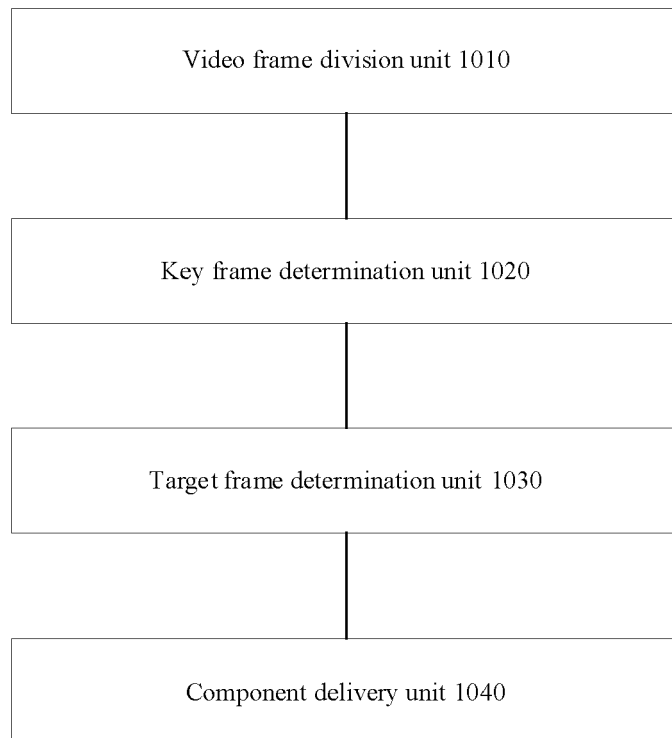 Video frame division unit 1010
Key frame determination unit 1020
Target frame determination unit 1030
Component delivery unit 1040